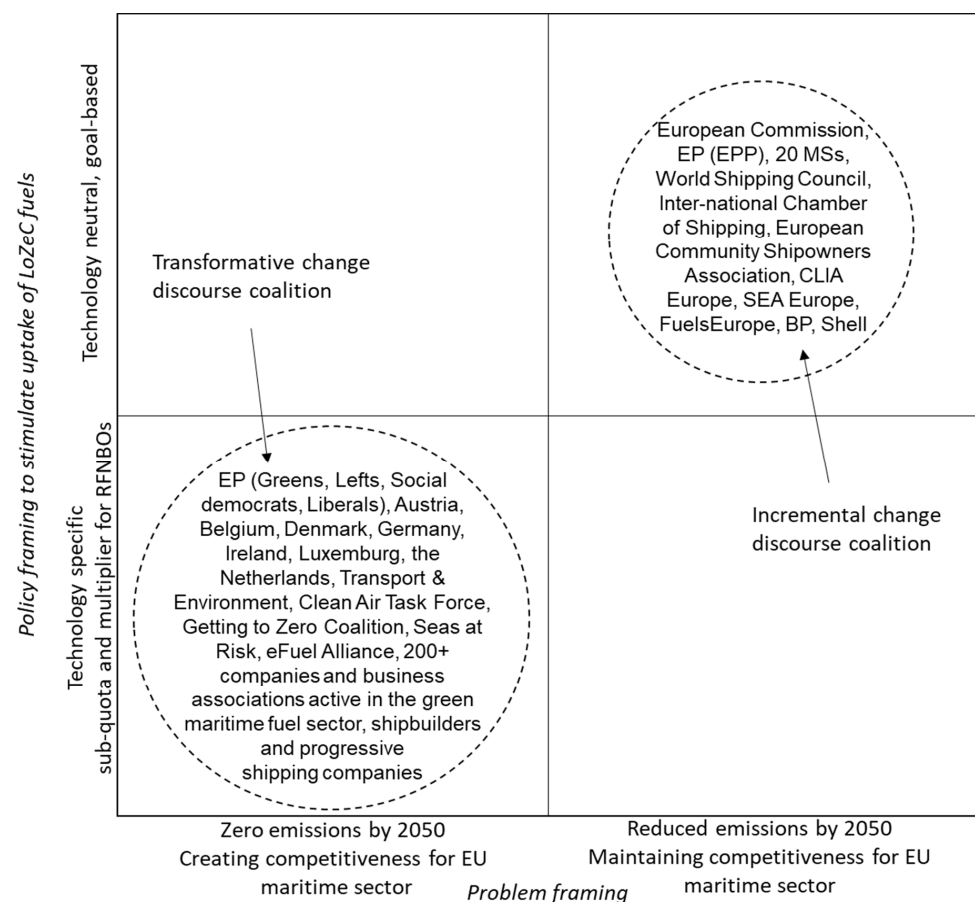 Policy framing to stimulate uptake of LoZeC fuels
Technology neutral, goal-based
Technology specific
sub-quota and multiplier for RFNBOs
Transformative change
discourse coalition
European Commission,
EP (EPP), 20 MSs,
World Shipping Council,
Inter-national Chamber
of Shipping, European
Community Shipowners
Association, CLIA
Europe, SEA Europe,
FuelsEurope, BP, Shell
EP (Greens, Lefts, Social
democrats, Liberals), Austria,
Belgium, Denmark, Germany,
Ireland, Luxemburg, the
Netherlands, Transport &
Environment, Clean Air Task Force,
Getting to Zero Coalition, Seas at
Risk, eFuel Alliance, 200+
companies and business
associations active in the green
maritime fuel sector, shipbuilders
and progressive
shipping companies
Incremental change
discourse coalition
Zero emissions by 2050
Creating competitiveness for EU
maritime sector
Reduced emissions by 2050
Maintaining competitiveness for EU
maritime sector
Problem framing